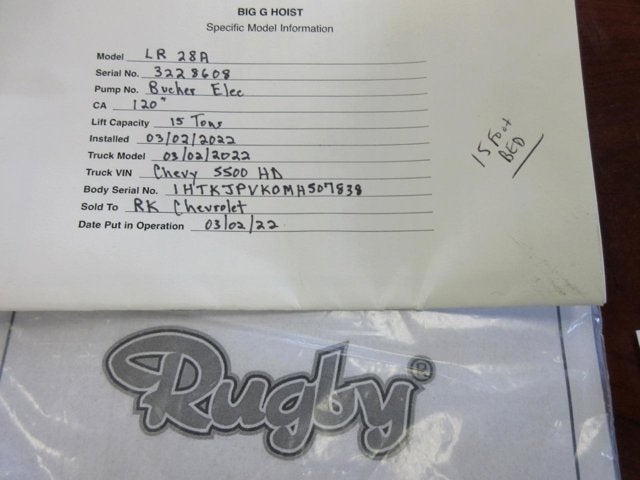 BIG G HOIST
Specific Model Information
Model LR 28A
Serial No. 3228608
Pump No. Bucher Elec
CA 120"
Lift Capacity 15 Tons
Installed 03/02/2022
Truck Model 03/02/2022
Truck VIN Chevy 5500 HD
Body Serial No. 1HTKJPVK0MH507838
Sold To RK Chevrolet
Date Put in Operation 03/02/22
15 Foot
BED
Rugby®